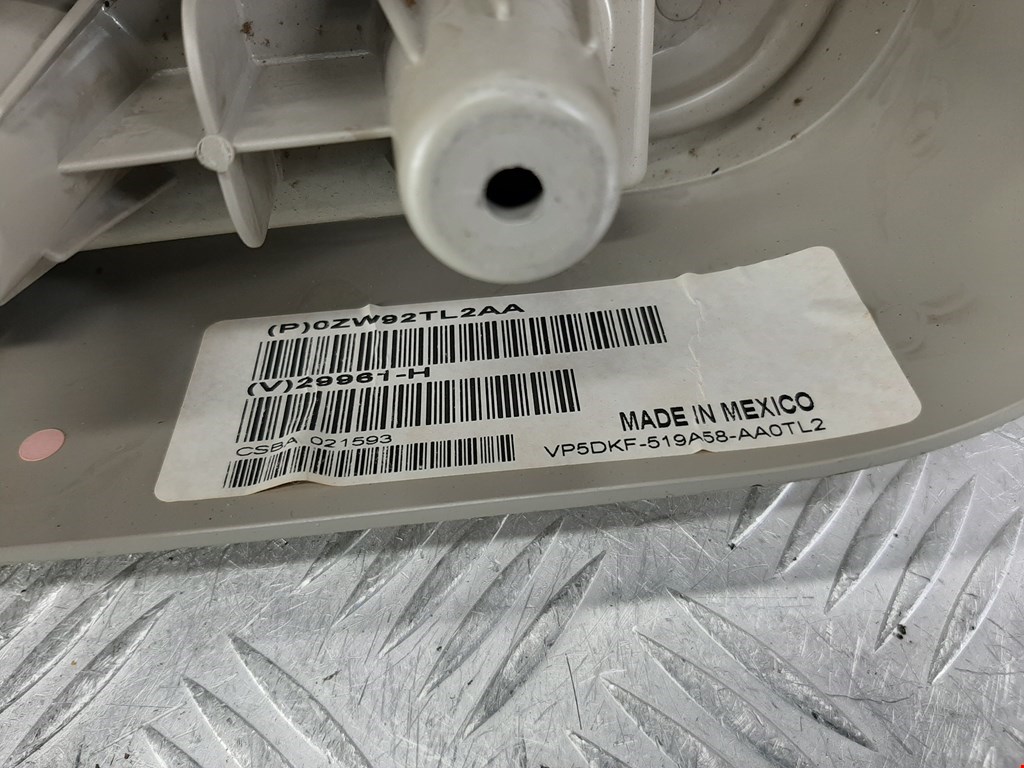 (P)0ZW92TL2AA
(V)29961-H
CSBA 021593
MADE IN MEXICO
VP5DKF-519A58-AA0TL2